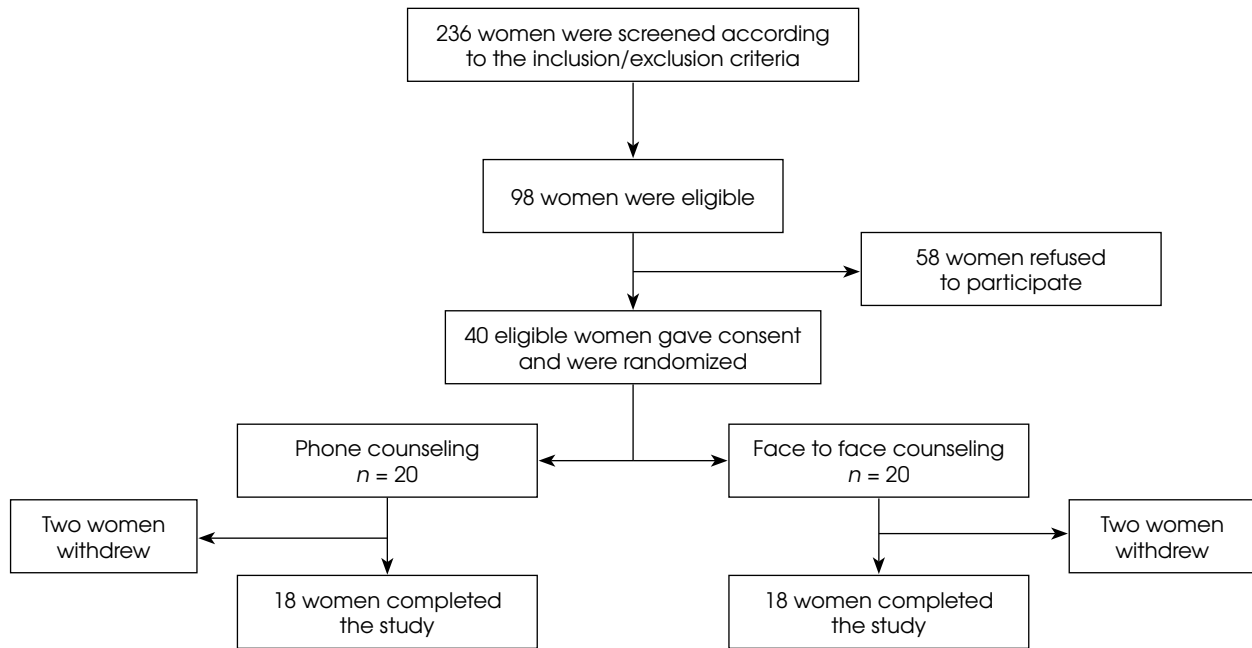 236 women were screened according
to the inclusion/exclusion criteria
98 women were eligible
58 women refused
to participate
40 eligible women gave consent
and were randomized
Phone counseling
n = 20
Face to face counseling
n = 20
Two women
withdrew
Two women
withdrew
18 women completed
the study
18 women completed
the study